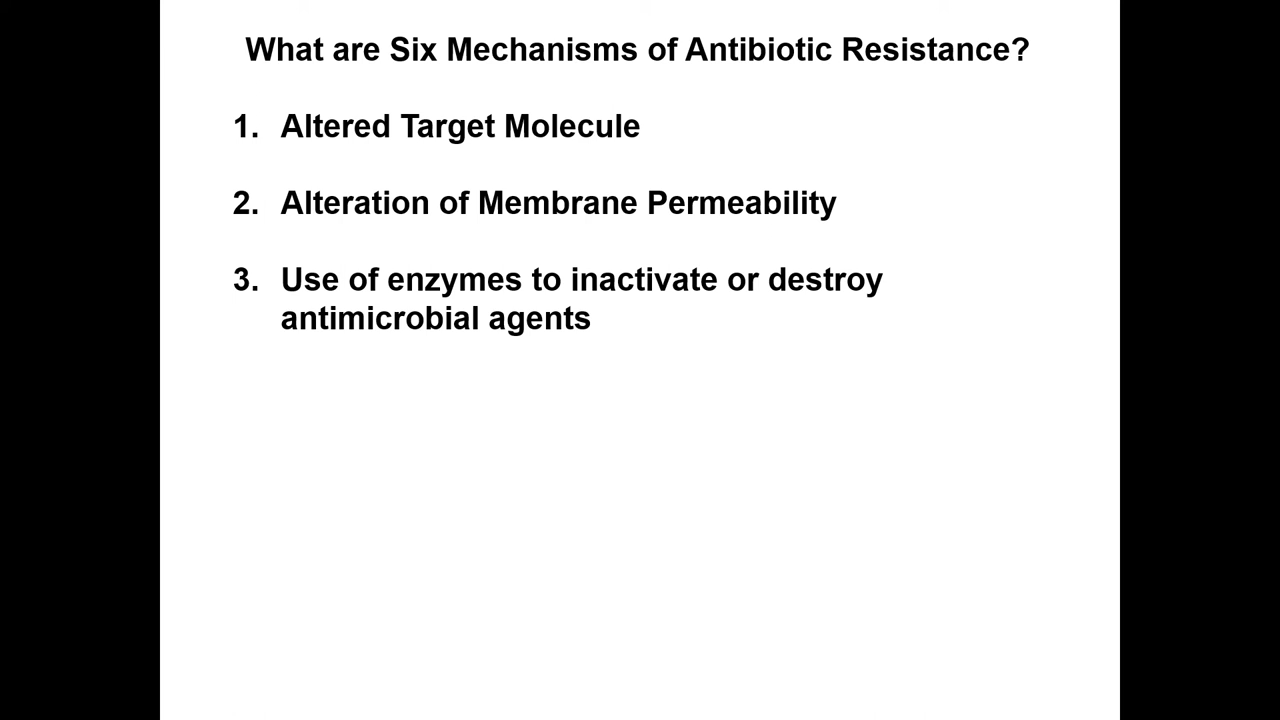 What are Six Mechanisms of Antibiotic Resistance?
1. Altered Target Molecule
2. Alteration of Membrane Permeability
3. Use of enzymes to inactivate or destroy
antimicrobial agents